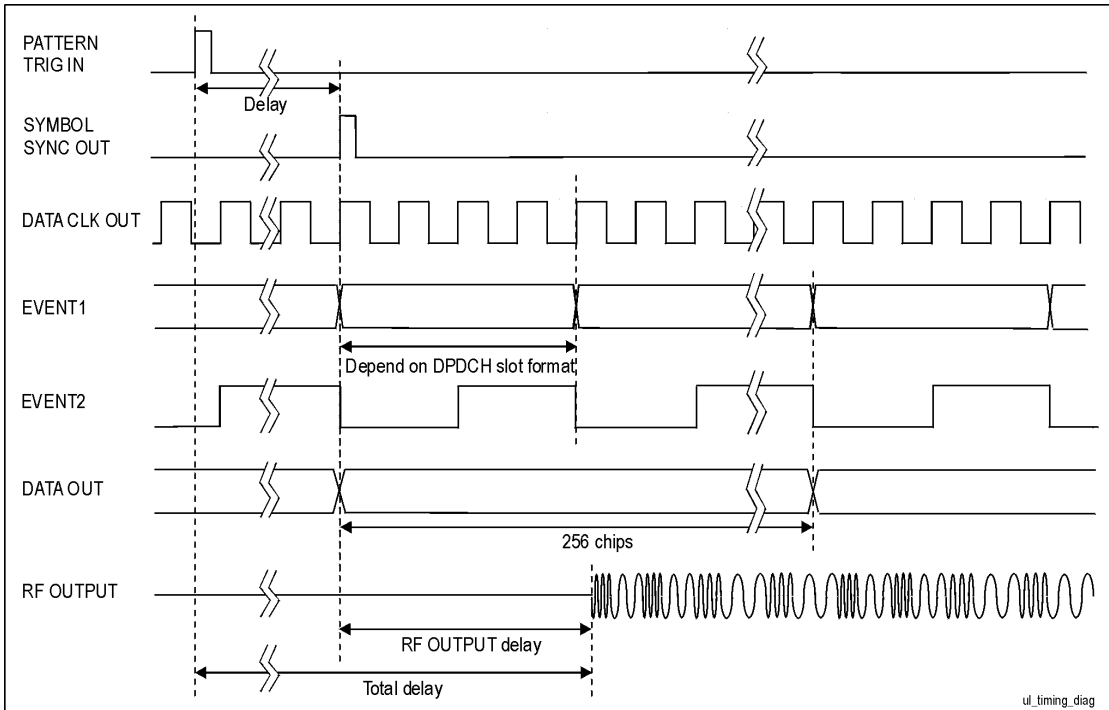 PATTERN
TRIG IN
Delay
SYMBOL
SYNC OUT
DATA CLK OUT
EVENT1
Depend on DPDCH slot format
EVENT2
DATA OUT
256 chips
RF OUTPUT
RF OUTPUT delay
Total delay
ul_timing_diag